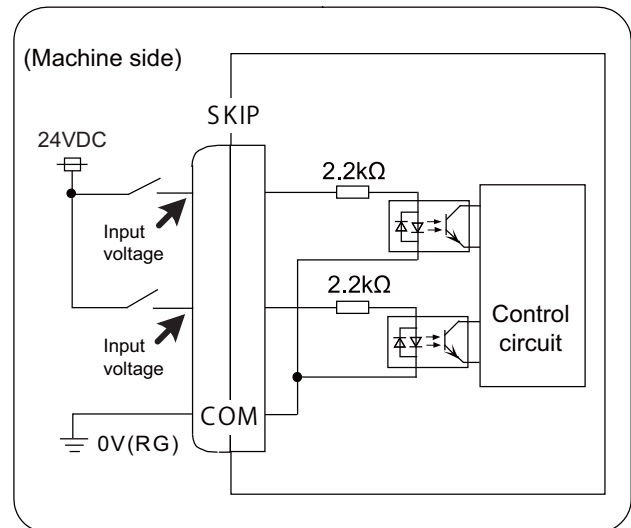 (Machine side)
SKIP
24VDC
2.2kΩ
Input
voltage
2.2kΩ
Control
circuit
Input
voltage
COM
0V(RG)